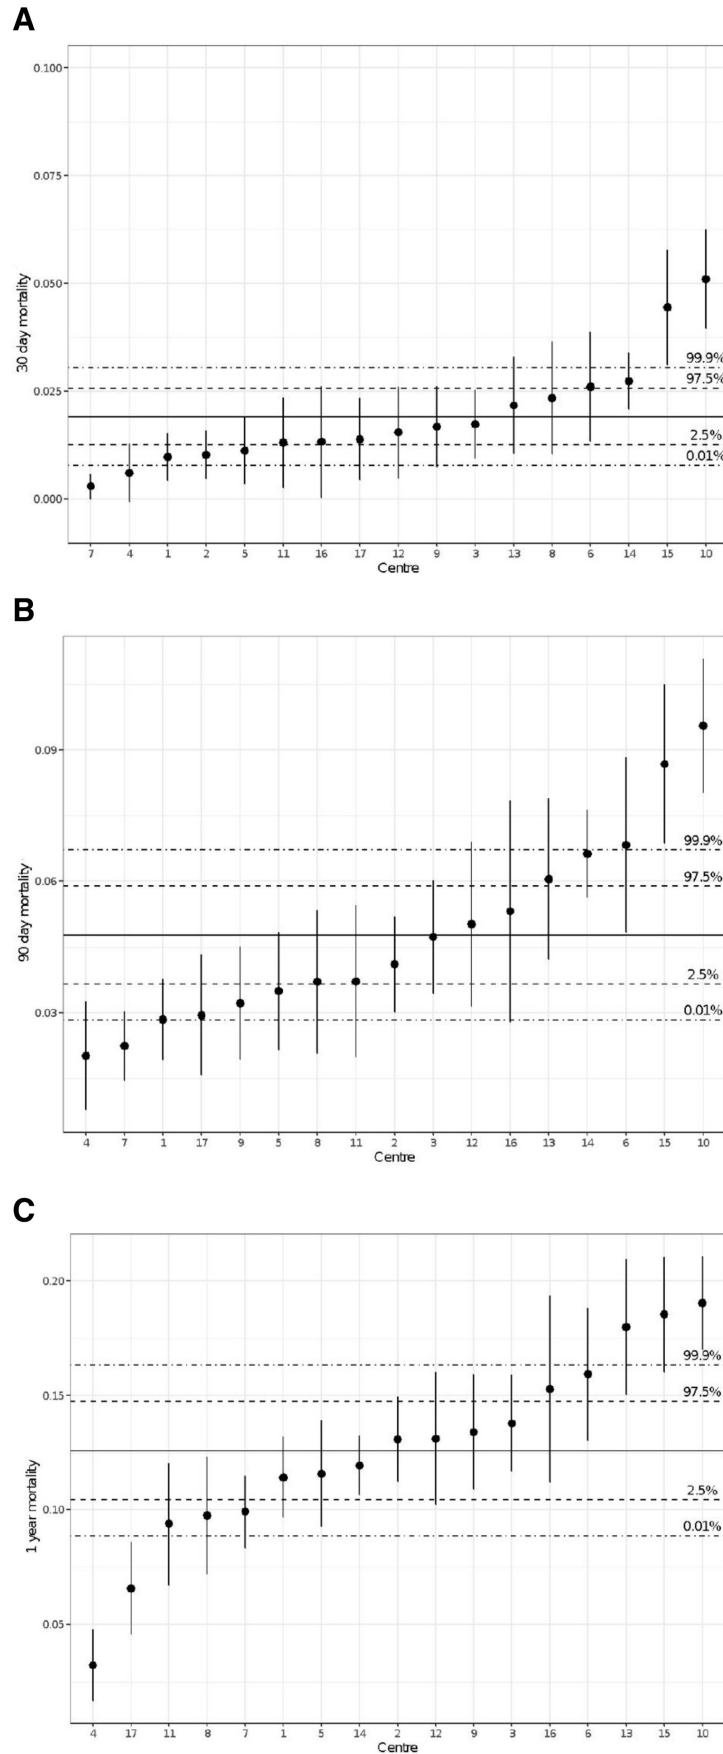 A
0.100
0.075
0.050
0.025
0.000
30 day mortality
99.9%
97.5%
2.5%
0.01%
7 4 1 2 5 11 16 17 12 9 3 13 8 6 14 15 10
Centre
B
0.09
0.06
0.03
90 day mortality
99.9%
97.5%
2.5%
0.01%
4 7 1 17 9 5 8 11 2 3 12 16 13 14 6 15 10
Centre
C
0.20
0.15
0.10
0.05
1 year mortality
99.9%
97.5%
2.5%
0.01%
4 17 11 8 7 1 5 14 2 12 9 3 16 6 13 15 10
Centre